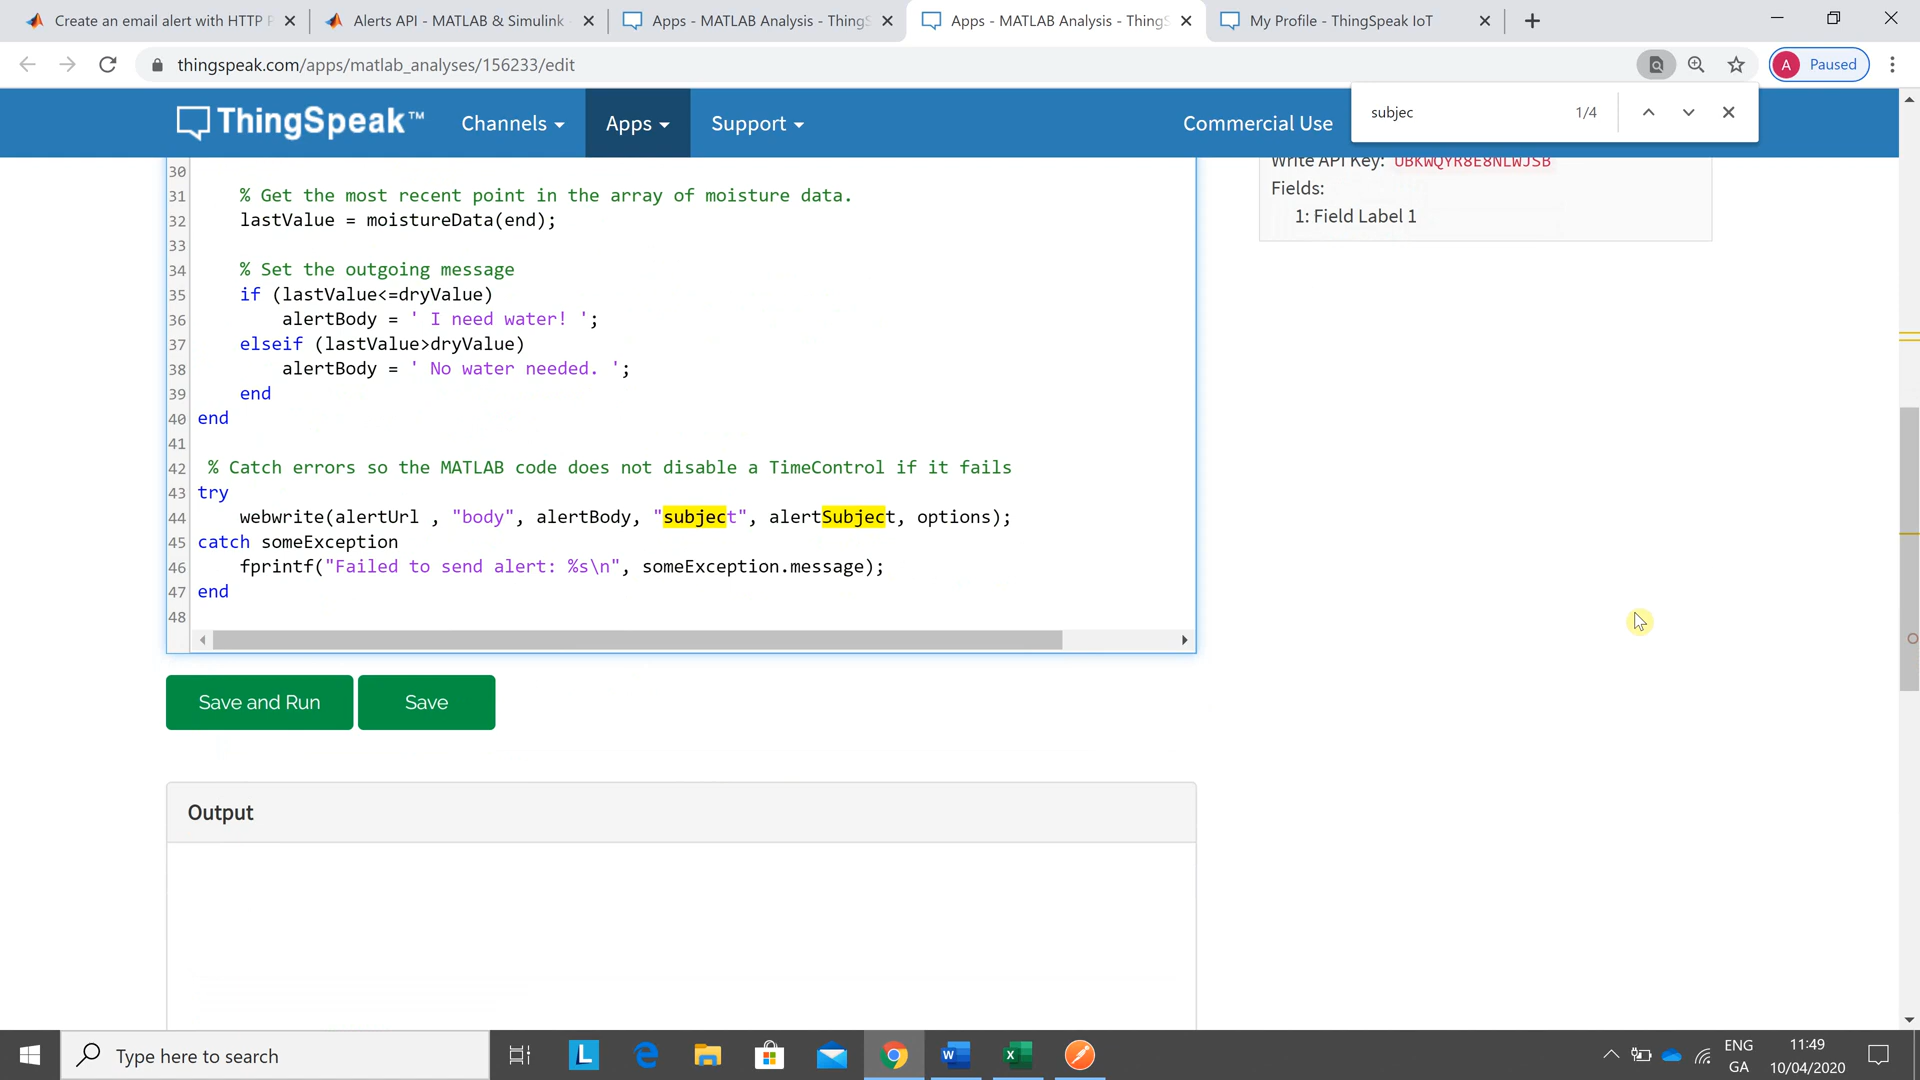 Create an email alert with HTTP P
Alerts API - MATLAB & Simulink
Apps - MATLAB Analysis - ThingS
Apps - MATLAB Analysis - ThingS
My Profile - ThingSpeak IoT
thingspeak.com/apps/matlab_analyses/156233/edit
A Paused
subjec 1/4
ThingSpeak™
Channels
Apps
Support
Commercial Use
Write API Key: UBKWQYR8E8NLWJSB
Fields:
1: Field Label 1
30
31 % Get the most recent point in the array of moisture data.
32 lastValue = moistureData(end);
33
34 % Set the outgoing message
35 if (lastValue<=dryValue)
36 alertBody = ' I need water! ';
37 elseif (lastValue>dryValue)
38 alertBody = ' No water needed. ';
39 end
40 end
41
42 % Catch errors so the MATLAB code does not disable a TimeControl if it fails
43 try
44 webwrite(alertUrl , "body", alertBody, "subject", alertSubject, options);
45 catch someException
46 fprintf("Failed to send alert: %s\n", someException.message);
47 end
48
Save and Run
Save
Output
Type here to search
L
W
X
ENG
GA
11:49
10/04/2020